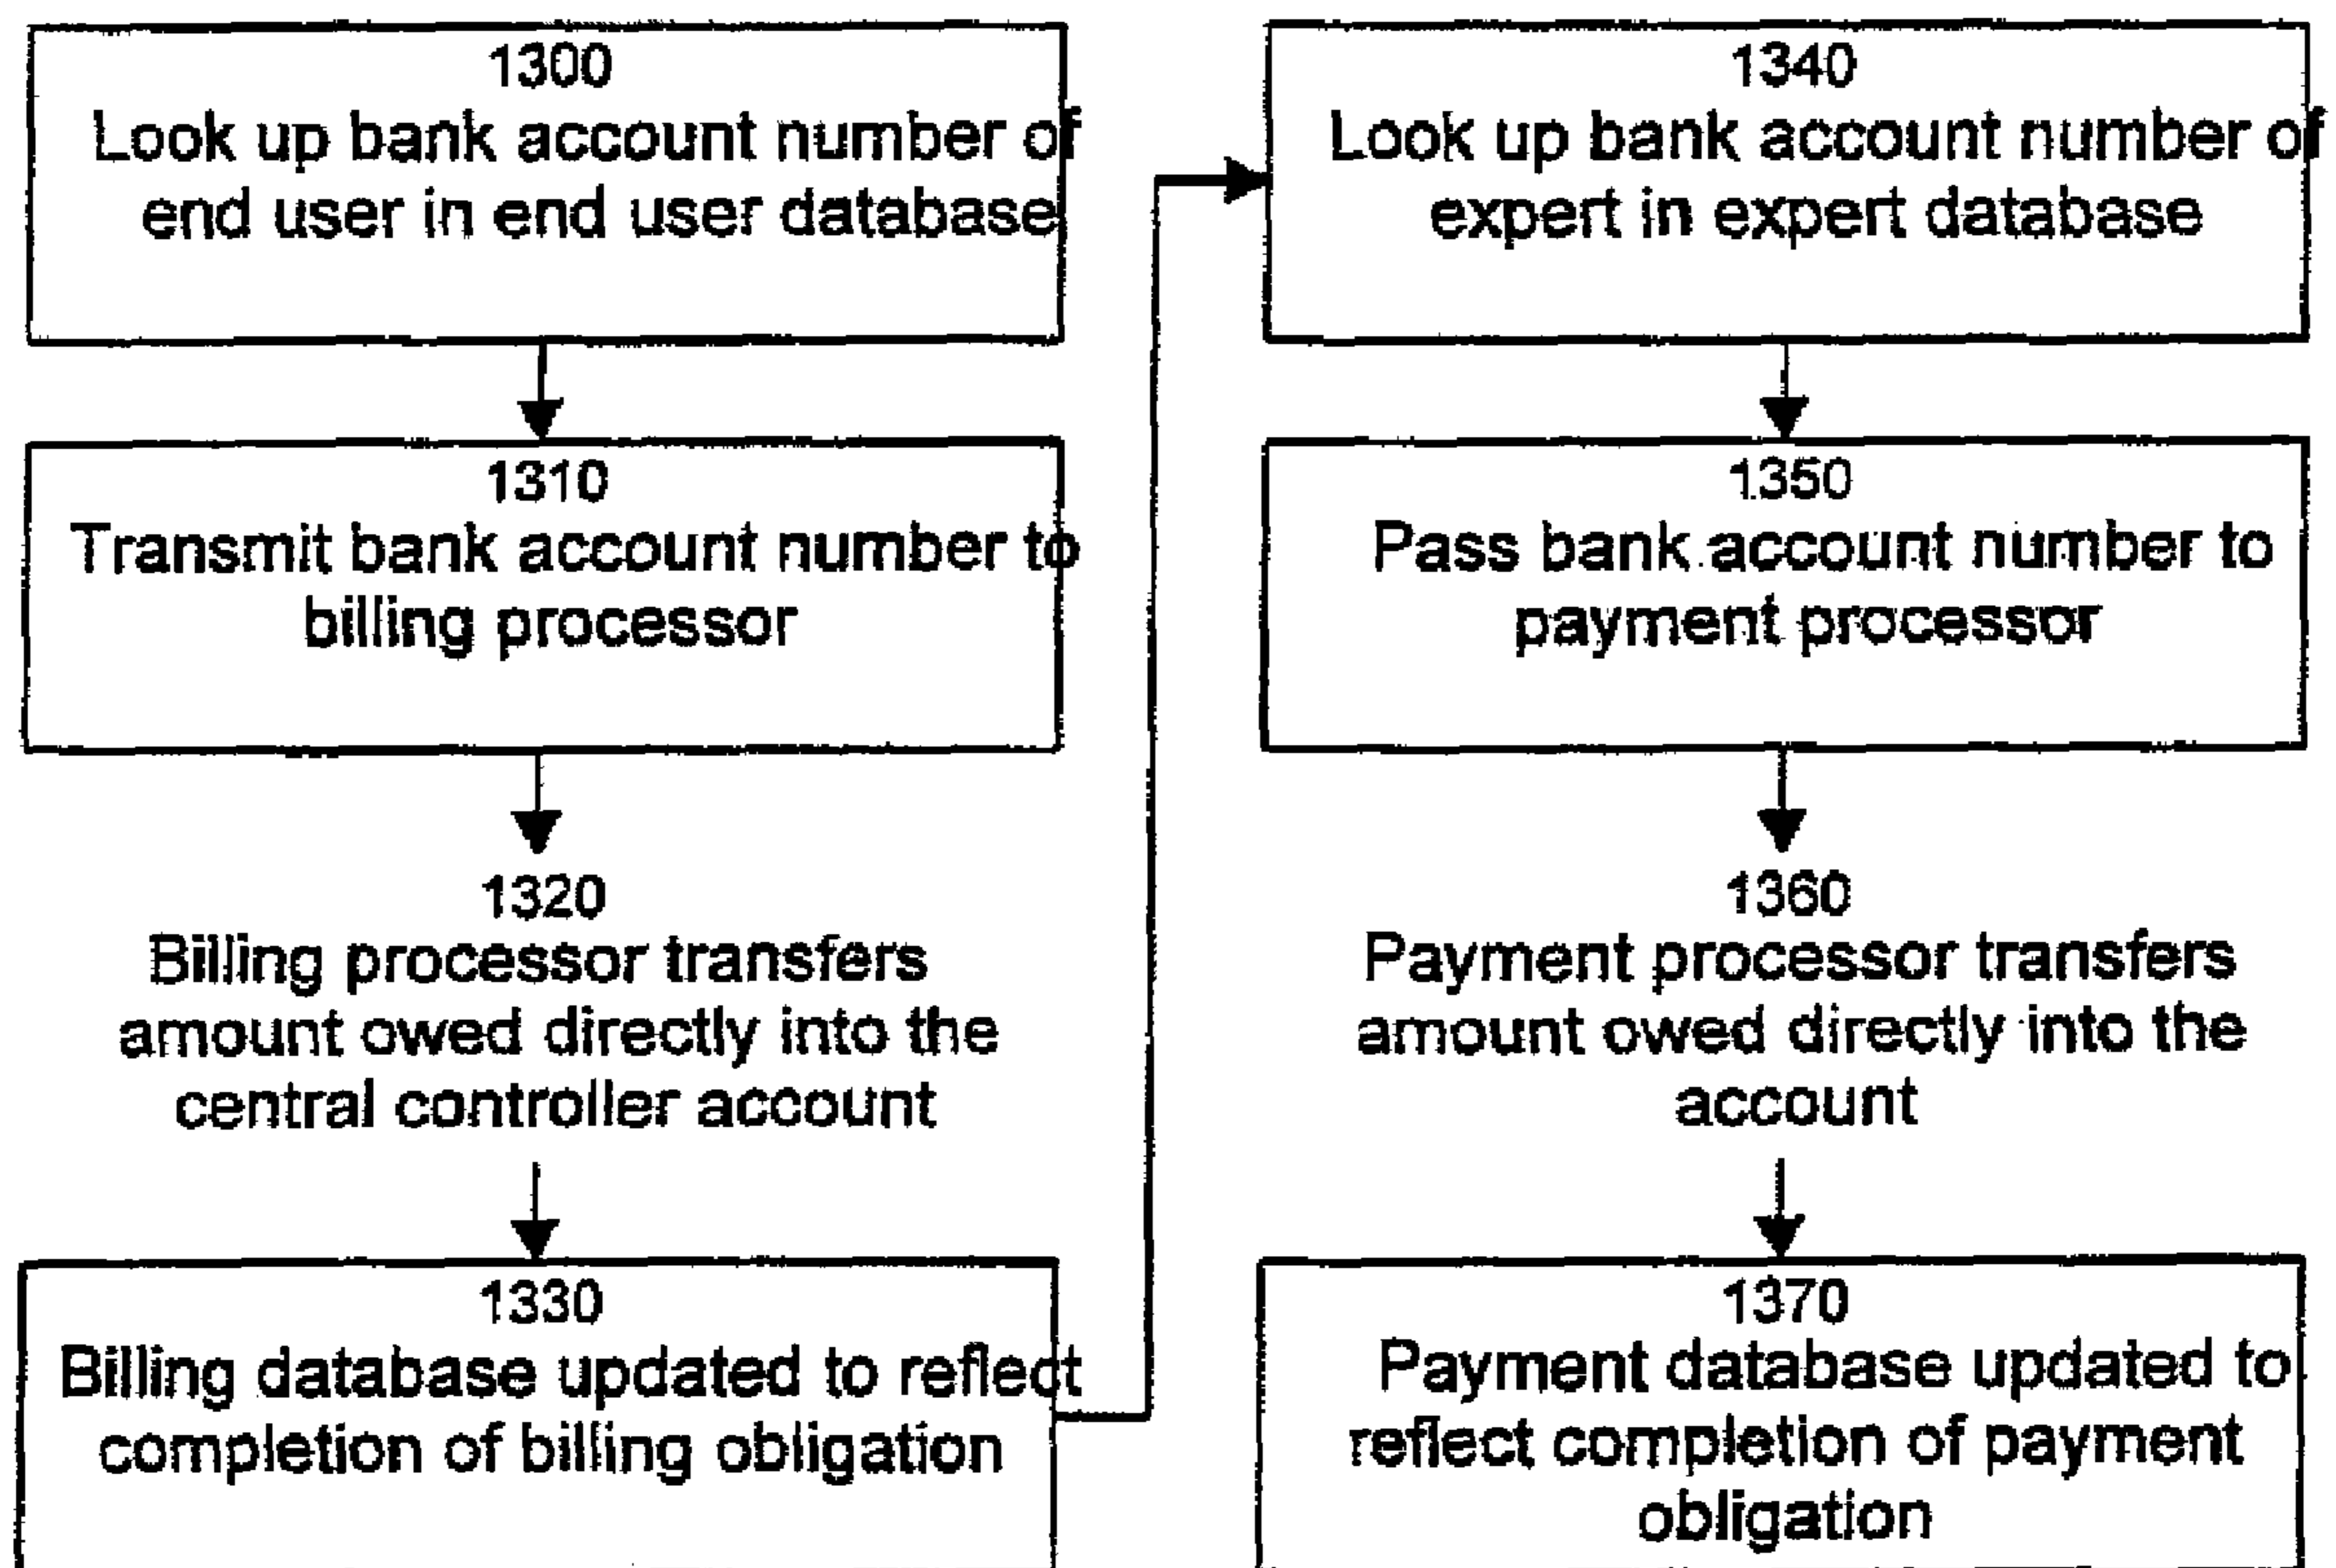 1300
Look up bank account number of
end user in end user database
1310
Transmit bank account number to
billing processor
1320
Billing processor transfers
amount owed directly into the
central controller account
1330
Billing database updated to reflect
completion of billing obligation
1340
Look up bank account number of
expert in expert database
1350
Pass bank account number to
payment processor
1360
Payment processor transfers
amount owed directly into the
account
1370
Payment database updated to
reflect completion of payment
obligation